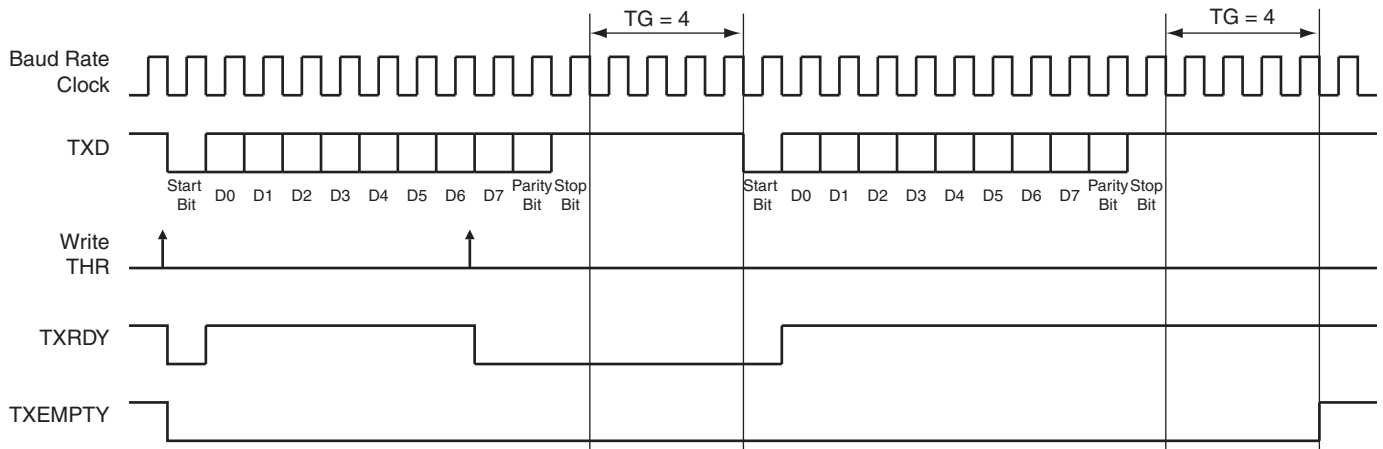 TG = 4 TG = 4
Baud Rate
Clock
TXD
Start
Bit D0 D1 D2 D3 D4 D5 D6 D7 Parity
Bit Stop
Bit Start
Bit D0 D1 D2 D3 D4 D5 D6 D7 Parity
Bit Stop
Bit
Write
THR
TXRDY
TXEMPTY